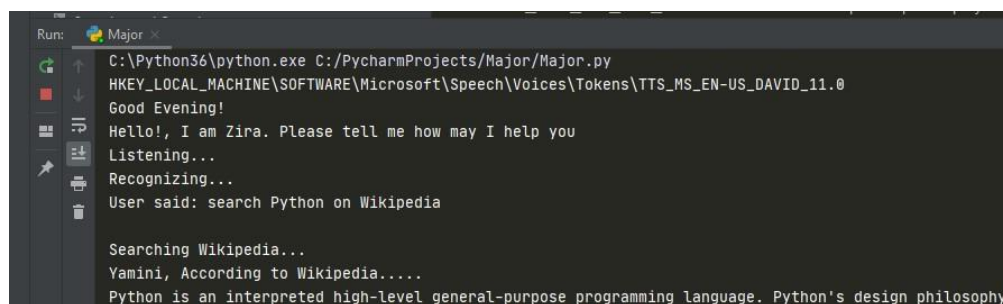 Run: Major
C:\Python36\python.exe C:/PycharmProjects/Major/Major.py
HKEY_LOCAL_MACHINE\SOFTWARE\Microsoft\Speech\Voices\Tokens\TTS_MS_EN-US_DAVID_11.0
Good Evening!
Hello!, I am Zira. Please tell me how may I help you
Listening...
Recognizing...
User said: search Python on Wikipedia
Searching Wikipedia...
Yamini, According to Wikipedia.....
Python is an interpreted high-level general-purpose programming language. Python's design philosophy